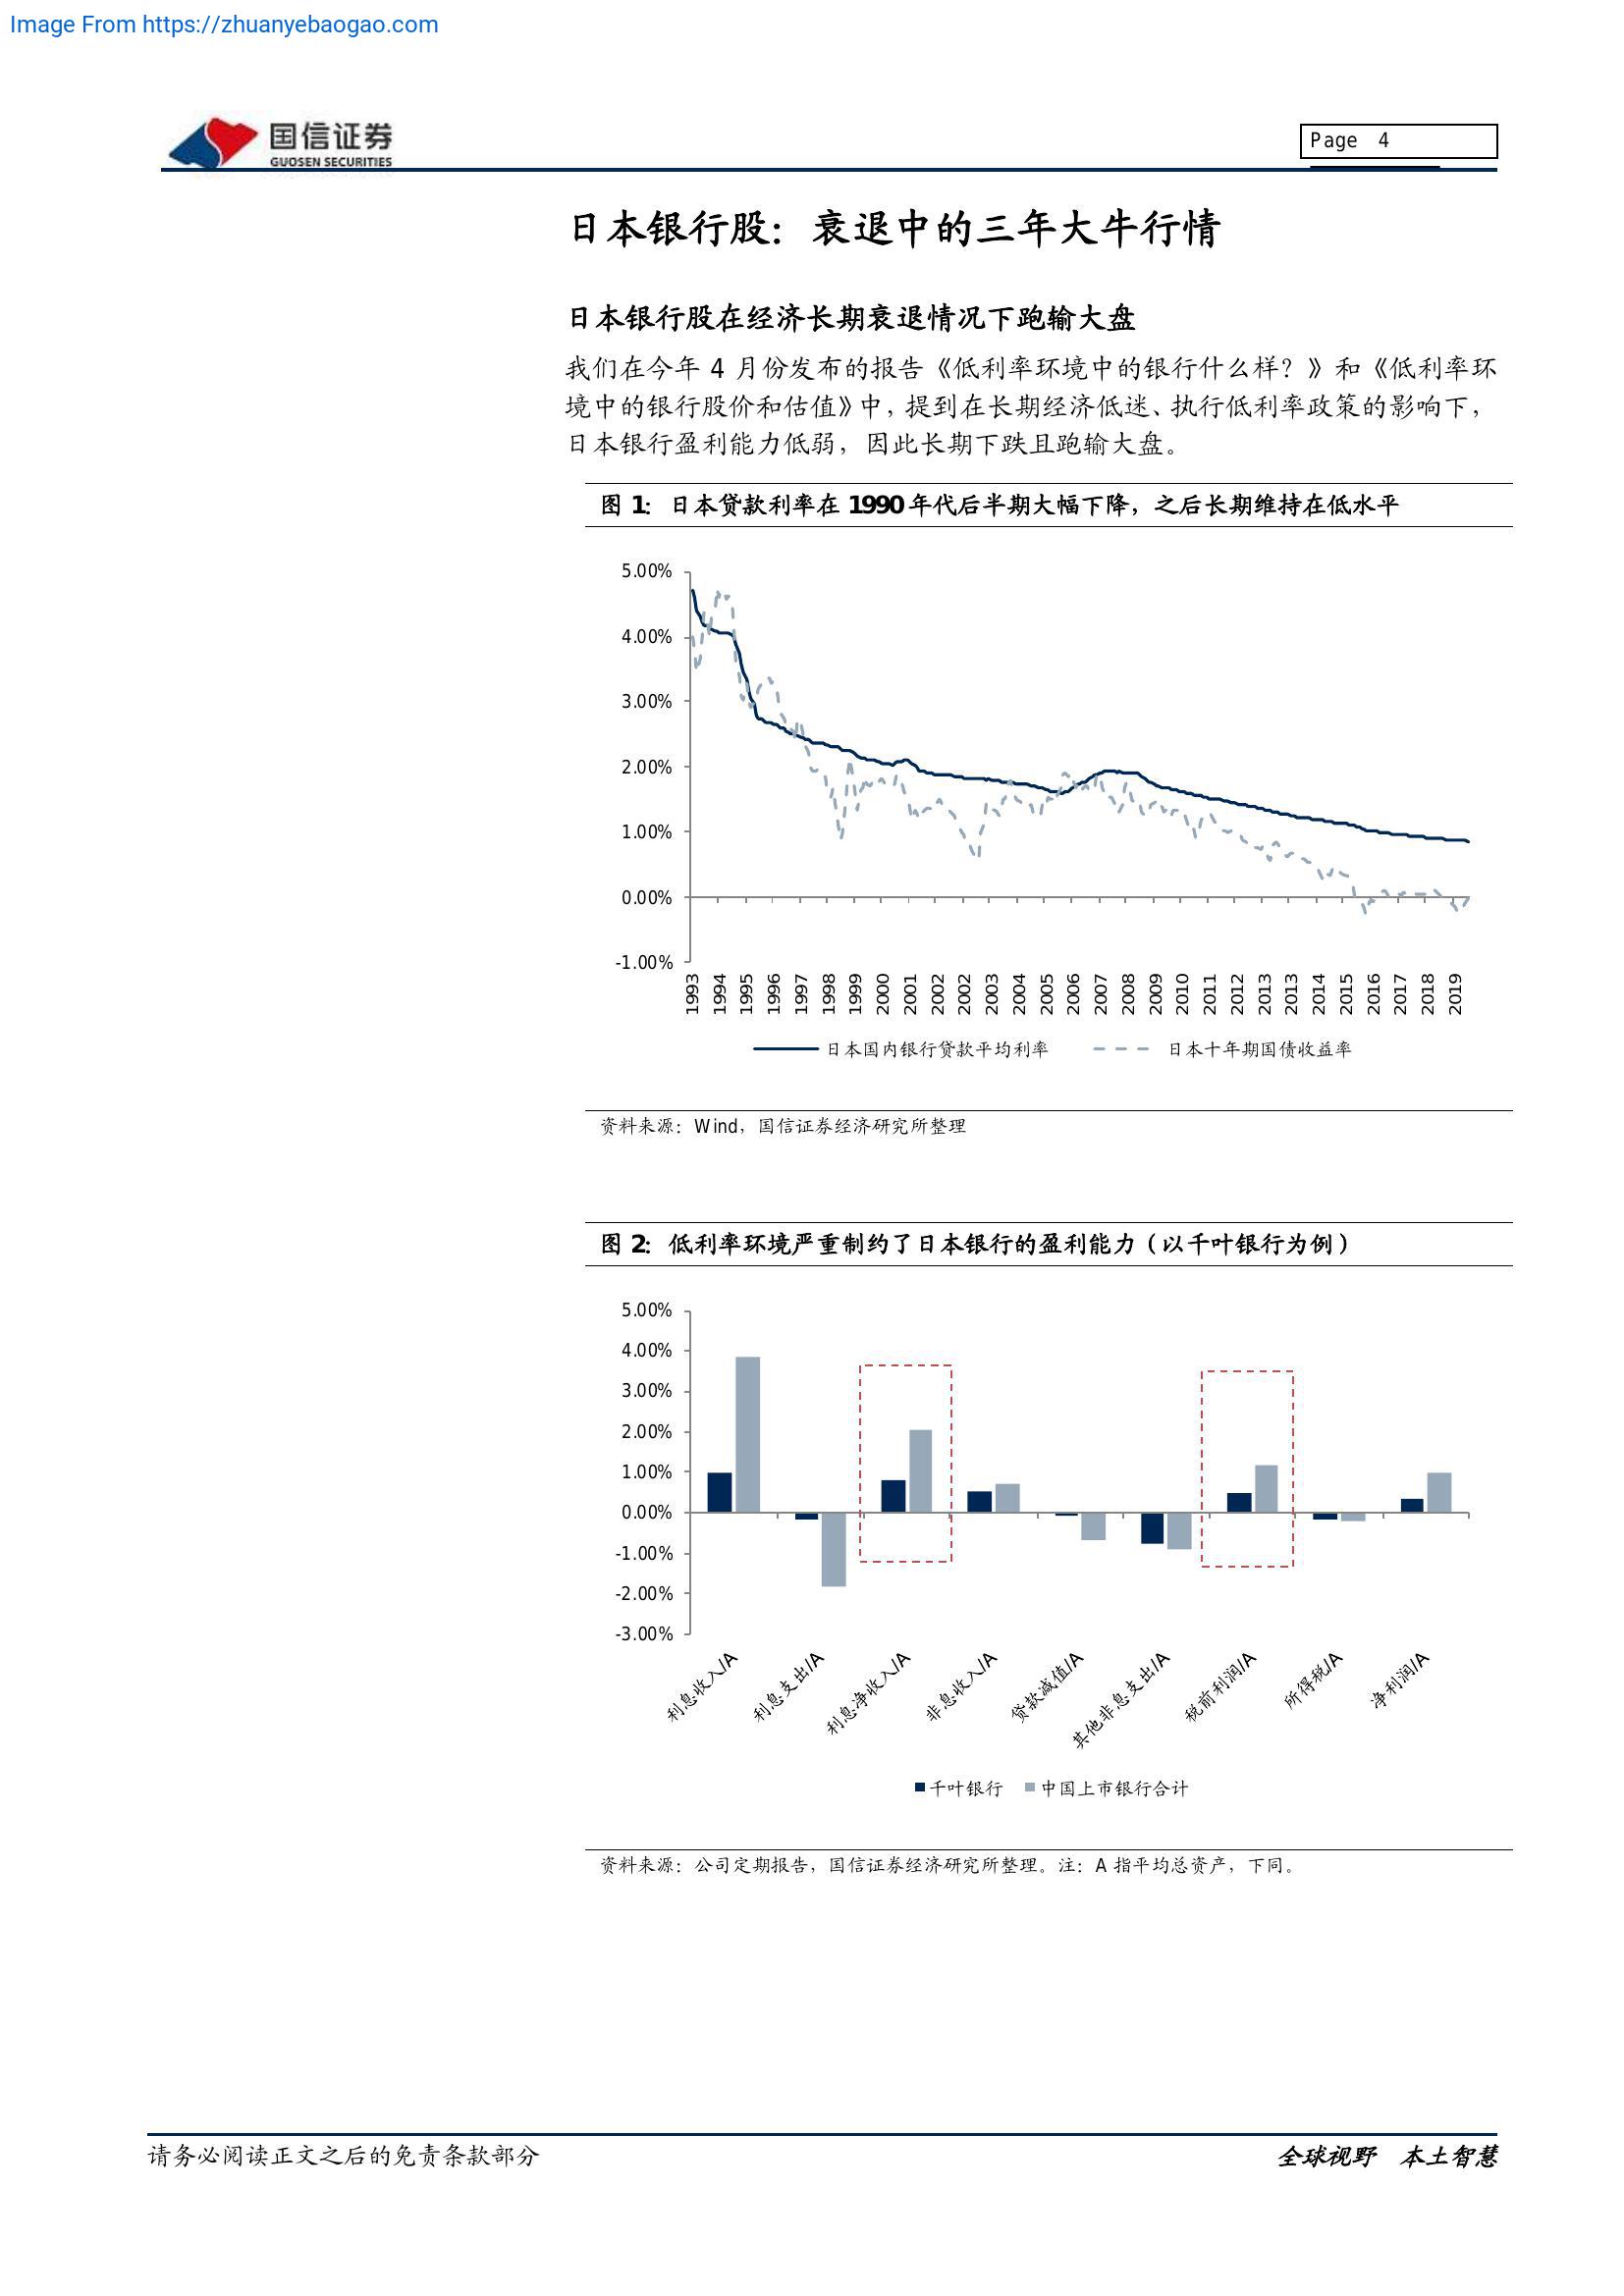 Image From https://zhuanyebaogao.com
国信证券
GUOSEN SECURITIES
Page 4
日本银行股：衰退中的三年大牛行情
日本银行股在经济长期衰退情况下跑输大盘
我们在今年 4 月份发布的报告《低利率环境中的银行什么样？》和《低利率环
境中的银行股价和估值》中，提到在长期经济低迷、执行低利率政策的影响下，
日本银行盈利能力低弱，因此长期下跌且跑输大盘。
图 1：日本贷款利率在 1990 年代后半期大幅下降，之后长期维持在低水平
5.00%
4.00%
3.00%
2.00%
1.00%
0.00%
-1.00%
1993 1994 1995 1996 1997 1998 1999 2000 2001 2002 2002 2003 2004 2005 2006 2007 2008 2009 2010 2011 2012 2013 2013 2014 2015 2016 2017 2018 2019
日本国内银行贷款平均利率 日本十年期国债收益率
资料来源：Wind，国信证券经济研究所整理
图 2：低利率环境严重制约了日本银行的盈利能力（以千叶银行为例）
5.00%
4.00%
3.00%
2.00%
1.00%
0.00%
-1.00%
-2.00%
-3.00%
利息收入/A 利息支出/A 利息净收入/A 非息收入/A 贷款减值/A 其他非息支出/A 税前利润/A 所得税/A 净利润/A
千叶银行 中国上市银行合计
资料来源：公司定期报告，国信证券经济研究所整理。注：A 指平均总资产，下同。
请务必阅读正文之后的免责条款部分
全球视野 本土智慧